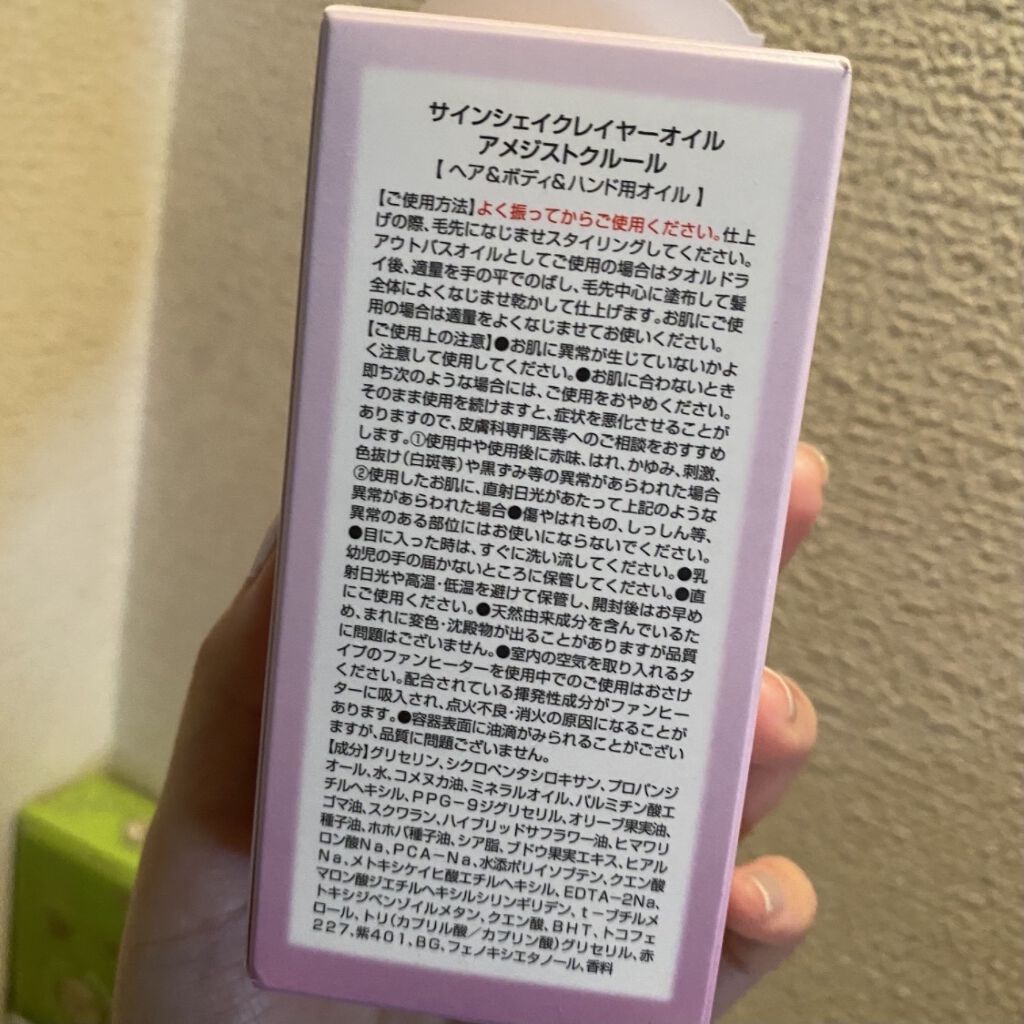 サインシェイクレイヤーオイル
アメジストクルール
【 ヘア&ボディ&ハンド用オイル 】
【ご使用方法】よく振ってからご使用ください。仕上
げの際、毛先になじませスタイリングしてください。
アウトバスオイルとしてご使用の場合はタオルドラ
イ後、適量を手の平でのばし、毛先中心に塗布して髪
全体によくなじませ乾かして仕上げます。お肌にご使
用の場合は適量をよくなじませてお使いください。
【ご使用上の注意】●お肌に異常が生じていないかよ
く注意して使用してください。●お肌に合わないとき
即ち次のような場合には、ご使用をおやめください。
そのまま使用を続けますと、症状を悪化させることが
ありますので、皮膚科専門医等へのご相談をおすすめ
します。①使用中や使用後に赤味、はれ、かゆみ、刺激、
色抜け(白斑等)や黒ずみ等の異常があらわれた場合
②使用したお肌に、直射日光があたって上記のような
異常があらわれた場合●傷やはれもの、しっしん等、
異常のある部位にはお使いにならないでください。
●目に入った時は、すぐに洗い流してください。●乳
幼児の手の届かないところに保管してください。●直
射日光や高温・低温を避けて保管し、開封後はお早め
にご使用ください。●天然由来成分を含んでいるた
め、まれに変色・沈殿物が出ることがありますが品質
に問題はございません。●室内の空気を取り入れるタ
イプのファンヒーターを使用中でのご使用はおさけ
ください。配合されている揮発性成分がファンヒー
ターに吸入され、点火不良・消火の原因になることが
あります。●容器表面に油滴がみられることがござい
ますが、品質に問題ございません。
【成分】グリセリン、シクロペンタシロキサン、プロパンジ
オール、水、コメヌカ油、ミネラルオイル、パルミチン酸エ
チルヘキシル、PPG-9ジグリセリル、オリーブ果実油、
ゴマ油、スクワラン、ハイブリッドサフラワー油、ヒマワリ
種子油、ホホバ種子油、シア脂、ブドウ果実エキス、ヒアル
ロン酸Na、PCA-Na、水添ポリイソブテン、クエン酸
Na、メトキシケイヒ酸エチルヘキシル、EDTA-2Na、
マロン酸ジエチルヘキシルシリンギリデン、t-ブチルメ
トキシジベンゾイルメタン、クエン酸、BHT、トコフェ
ロール、トリ(カプリル酸/カプリン酸)グリセリル、赤
227、紫401、BG、フェノキシエタノール、香料